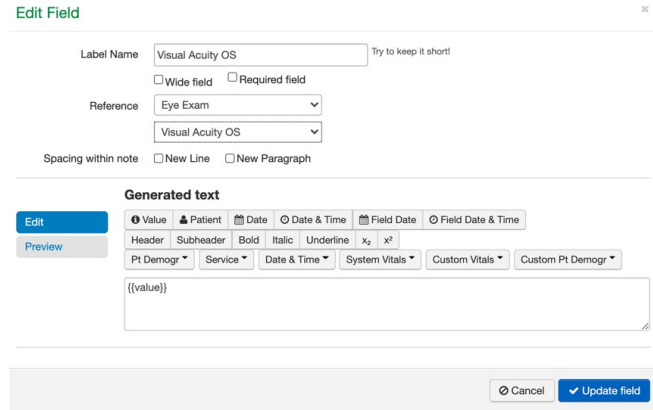 Edit Field
Label Name Visual Acuity OS Try to keep it short!
Wide field Required field
Reference Eye Exam
Visual Acuity OS
Spacing within note New Line New Paragraph
Generated text
Edit Value Patient Date Date & Time Field Date Field Date & Time
Preview Header Subheader Bold Italic Underline x₂ x²
Pt Demogr Service Date & Time System Vitals Custom Vitals Custom Pt Demogr
{{value}}
Cancel Update field